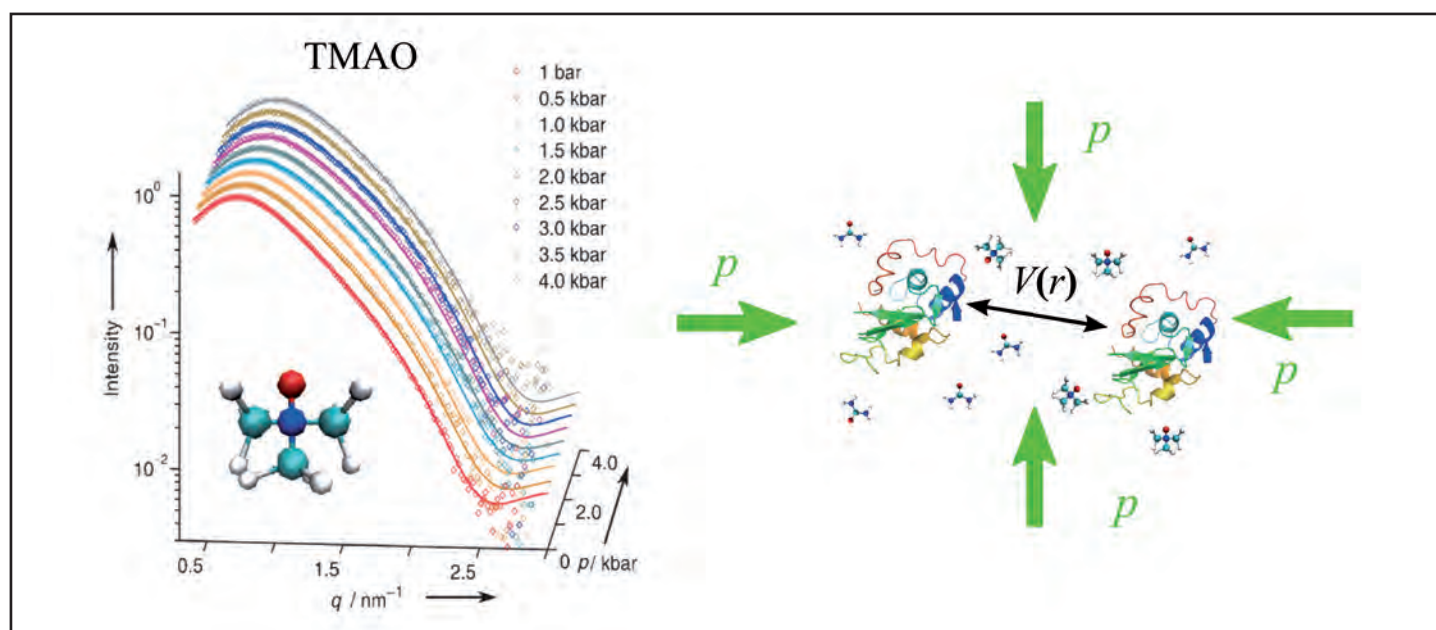 TMAO
1 bar
0.5 kbar
1.0 kbar
1.5 kbar
2.0 kbar
2.5 kbar
3.0 kbar
3.5 kbar
4.0 kbar
Intensity
10⁰
10⁻¹
10⁻²
0.5
1.5
2.5
q / nm⁻¹
0
2.0
4.0
p/ kbar
p
p
V(r)
p
p